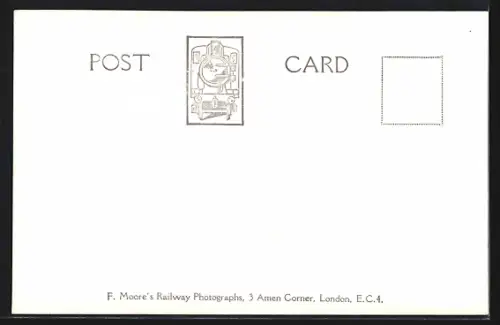 POST CARD
F. Moore's Railway Photographs, 3 Amen Corner, London, E.C.4.